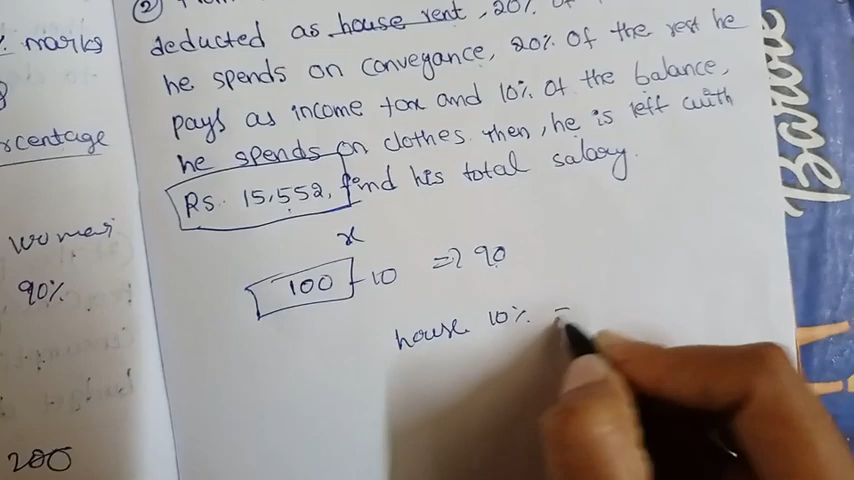 ②
deducted as house rent, 20% of
he spends on conveyance, 20% of the rest he
pays as income tax and 10% of the balance,
he spends on clothes. Then, he is left with
Rs. 15,552, find his total salary.
x
100 - 10 => 90
house 10% =
% marks
rcentage
women
90%
200